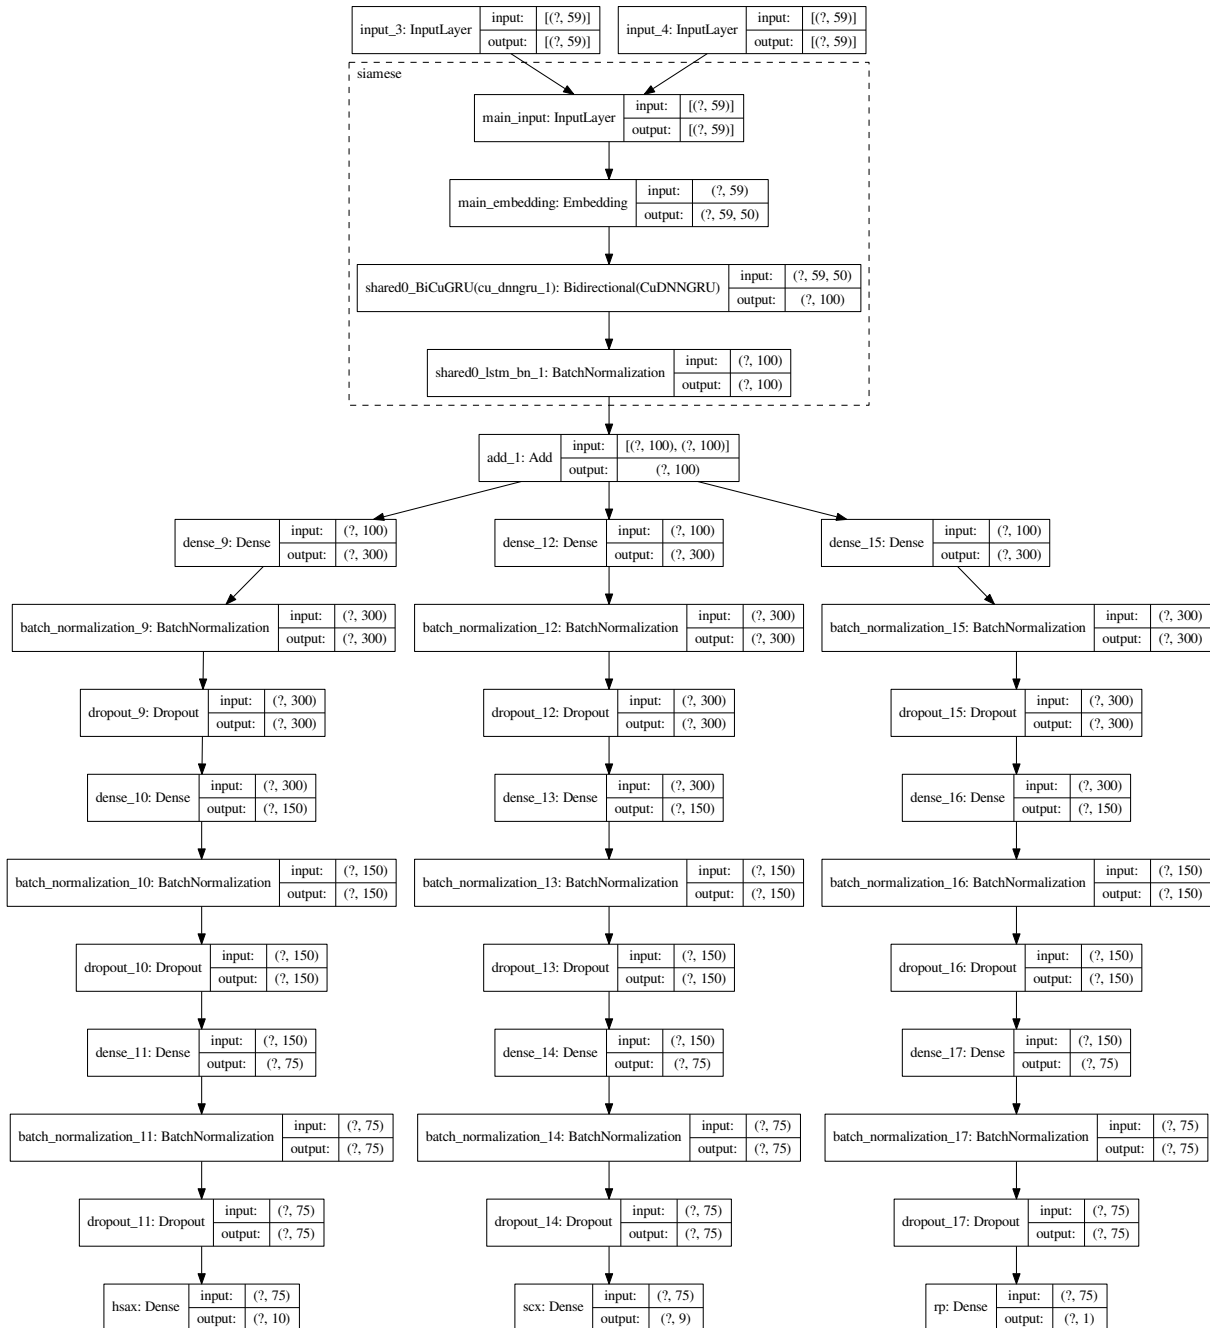 input_3: InputLayer input: [(?, 59)] output: [(?, 59)]
input_4: InputLayer input: [(?, 59)] output: [(?, 59)]
siamese
main_input: InputLayer input: [(?, 59)] output: [(?, 59)]
main_embedding: Embedding input: (?, 59) output: (?, 59, 50)
shared0_BiCuGRU(cu_dnngru_1): Bidirectional(CuDNNGRU) input: (?, 59, 50) output: (?, 100)
shared0_lstm_bn_1: BatchNormalization input: (?, 100) output: (?, 100)
add_1: Add input: [(?, 100), (?, 100)] output: (?, 100)
dense_9: Dense input: (?, 100) output: (?, 300)
dense_12: Dense input: (?, 100) output: (?, 300)
dense_15: Dense input: (?, 100) output: (?, 300)
batch_normalization_9: BatchNormalization input: (?, 300) output: (?, 300)
batch_normalization_12: BatchNormalization input: (?, 300) output: (?, 300)
batch_normalization_15: BatchNormalization input: (?, 300) output: (?, 300)
dropout_9: Dropout input: (?, 300) output: (?, 300)
dropout_12: Dropout input: (?, 300) output: (?, 300)
dropout_15: Dropout input: (?, 300) output: (?, 300)
dense_10: Dense input: (?, 300) output: (?, 150)
dense_13: Dense input: (?, 300) output: (?, 150)
dense_16: Dense input: (?, 300) output: (?, 150)
batch_normalization_10: BatchNormalization input: (?, 150) output: (?, 150)
batch_normalization_13: BatchNormalization input: (?, 150) output: (?, 150)
batch_normalization_16: BatchNormalization input: (?, 150) output: (?, 150)
dropout_10: Dropout input: (?, 150) output: (?, 150)
dropout_13: Dropout input: (?, 150) output: (?, 150)
dropout_16: Dropout input: (?, 150) output: (?, 150)
dense_11: Dense input: (?, 150) output: (?, 75)
dense_14: Dense input: (?, 150) output: (?, 75)
dense_17: Dense input: (?, 150) output: (?, 75)
batch_normalization_11: BatchNormalization input: (?, 75) output: (?, 75)
batch_normalization_14: BatchNormalization input: (?, 75) output: (?, 75)
batch_normalization_17: BatchNormalization input: (?, 75) output: (?, 75)
dropout_11: Dropout input: (?, 75) output: (?, 75)
dropout_14: Dropout input: (?, 75) output: (?, 75)
dropout_17: Dropout input: (?, 75) output: (?, 75)
hsax: Dense input: (?, 75) output: (?, 10)
scx: Dense input: (?, 75) output: (?, 9)
rp: Dense input: (?, 75) output: (?, 1)